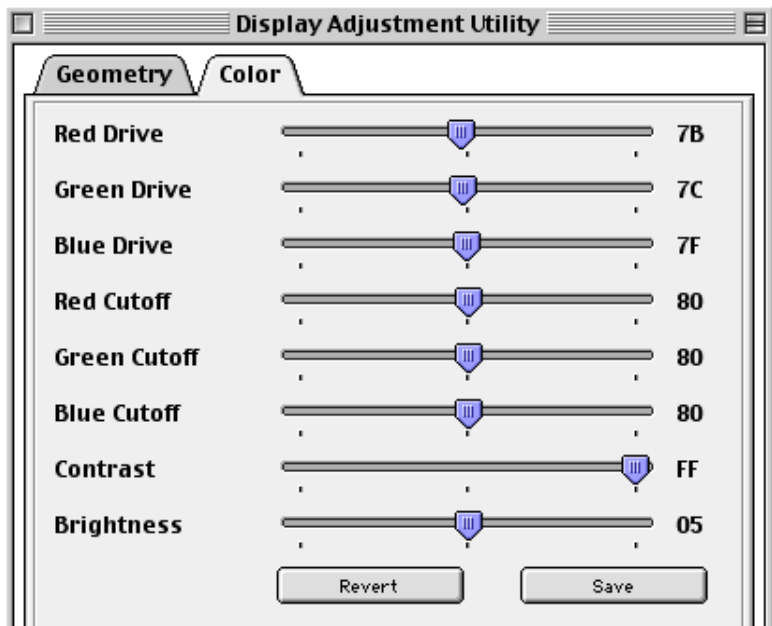 Display Adjustment Utility
Geometry Color
Red Drive 7B
Green Drive 7C
Blue Drive 7F
Red Cutoff 80
Green Cutoff 80
Blue Cutoff 80
Contrast FF
Brightness 05
Revert Save